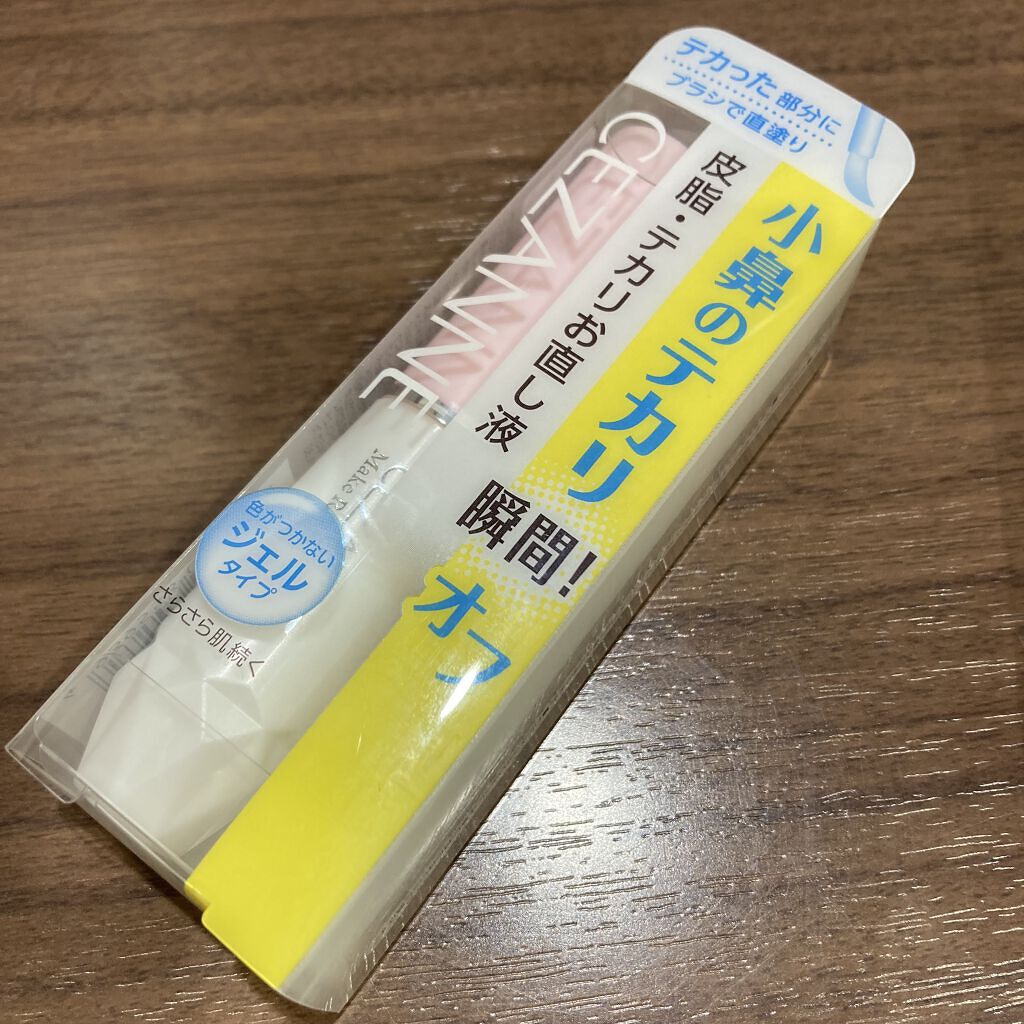 テカった部分に
ブラシで直塗り
CEZANNE
皮脂・テカリお直し液
小鼻のテカリ
瞬間!
オフ
Make
色がつかない
ジェル
タイプ
さらさら肌続く